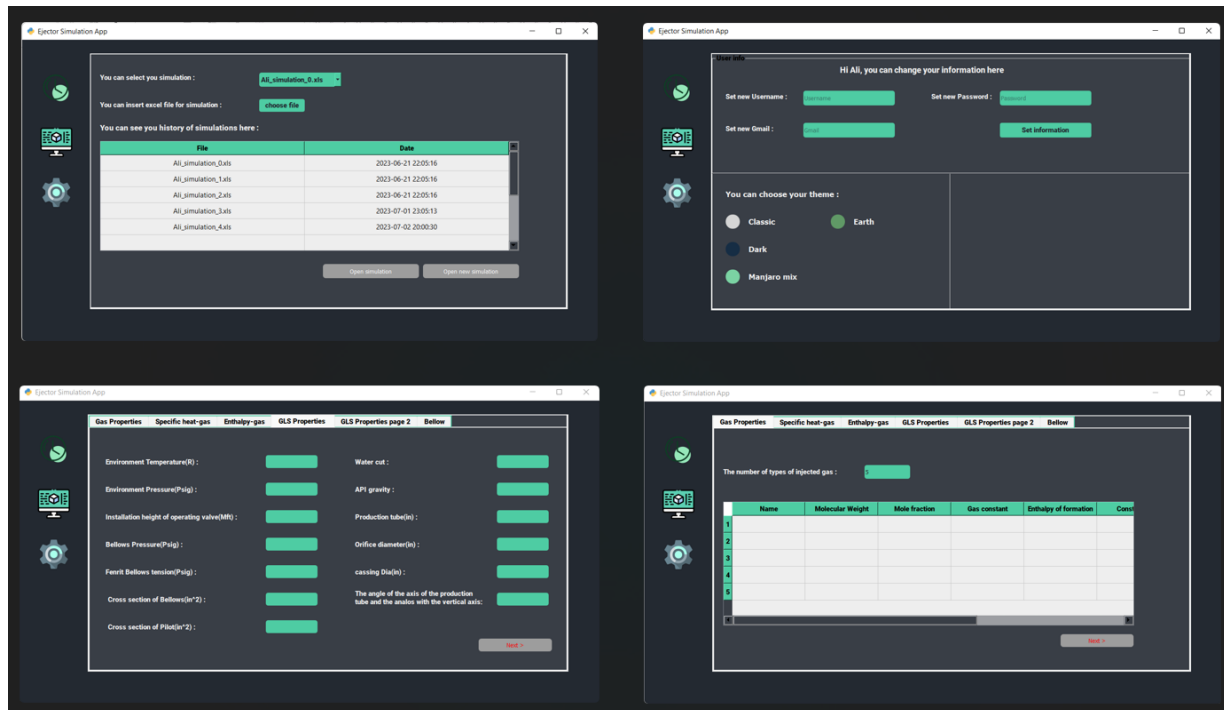 Ejector Simulation App
You can select you simulation :
Ali_simulation_0.xls
You can insert excel file for simulation :
choose file
You can see you history of simulations here :
File Date
Ali_simulation_0.xls 2023-06-21 22:05:16
Ali_simulation_1.xls 2023-06-21 22:05:16
Ali_simulation_2.xls 2023-06-21 22:05:16
Ali_simulation_3.xls 2023-07-01 23:05:13
Ali_simulation_4.xls 2023-07-02 20:00:30
Open simulation Open new simulation
Ejector Simulation App
User info
Hi Ali, you can change your information here
Set new Username : Username Set new Password : Password
Set new Gmail : Gmail Set information
You can choose your theme :
Classic Earth
Dark
Manjaro mix
Ejector Simulation App
Gas Properties Specific heat-gas Enthalpy-gas GLS Properties GLS Properties page 2 Bellow
Environment Temperature(R) : Water cut :
Environment Pressure(Psig) : API gravity :
Installation height of operating valve(Mft) : Production tube(in) :
Bellows Pressure(Psig) : Orifice diameter(in) :
Fenrit Bellows tension(Psig) : cassing Dia(in) :
Cross section of Bellows(in^2) : The angle of the axis of the production
tube and the analos with the vertical axis:
Cross section of Pilot(in^2) :
Next >
Ejector Simulation App
Gas Properties Specific heat-gas Enthalpy-gas GLS Properties GLS Properties page 2 Bellow
The number of types of injected gas : 5
Name Molecular Weight Mole fraction Gas constant Enthalpy of formation Const
1
2
3
4
5
Next >